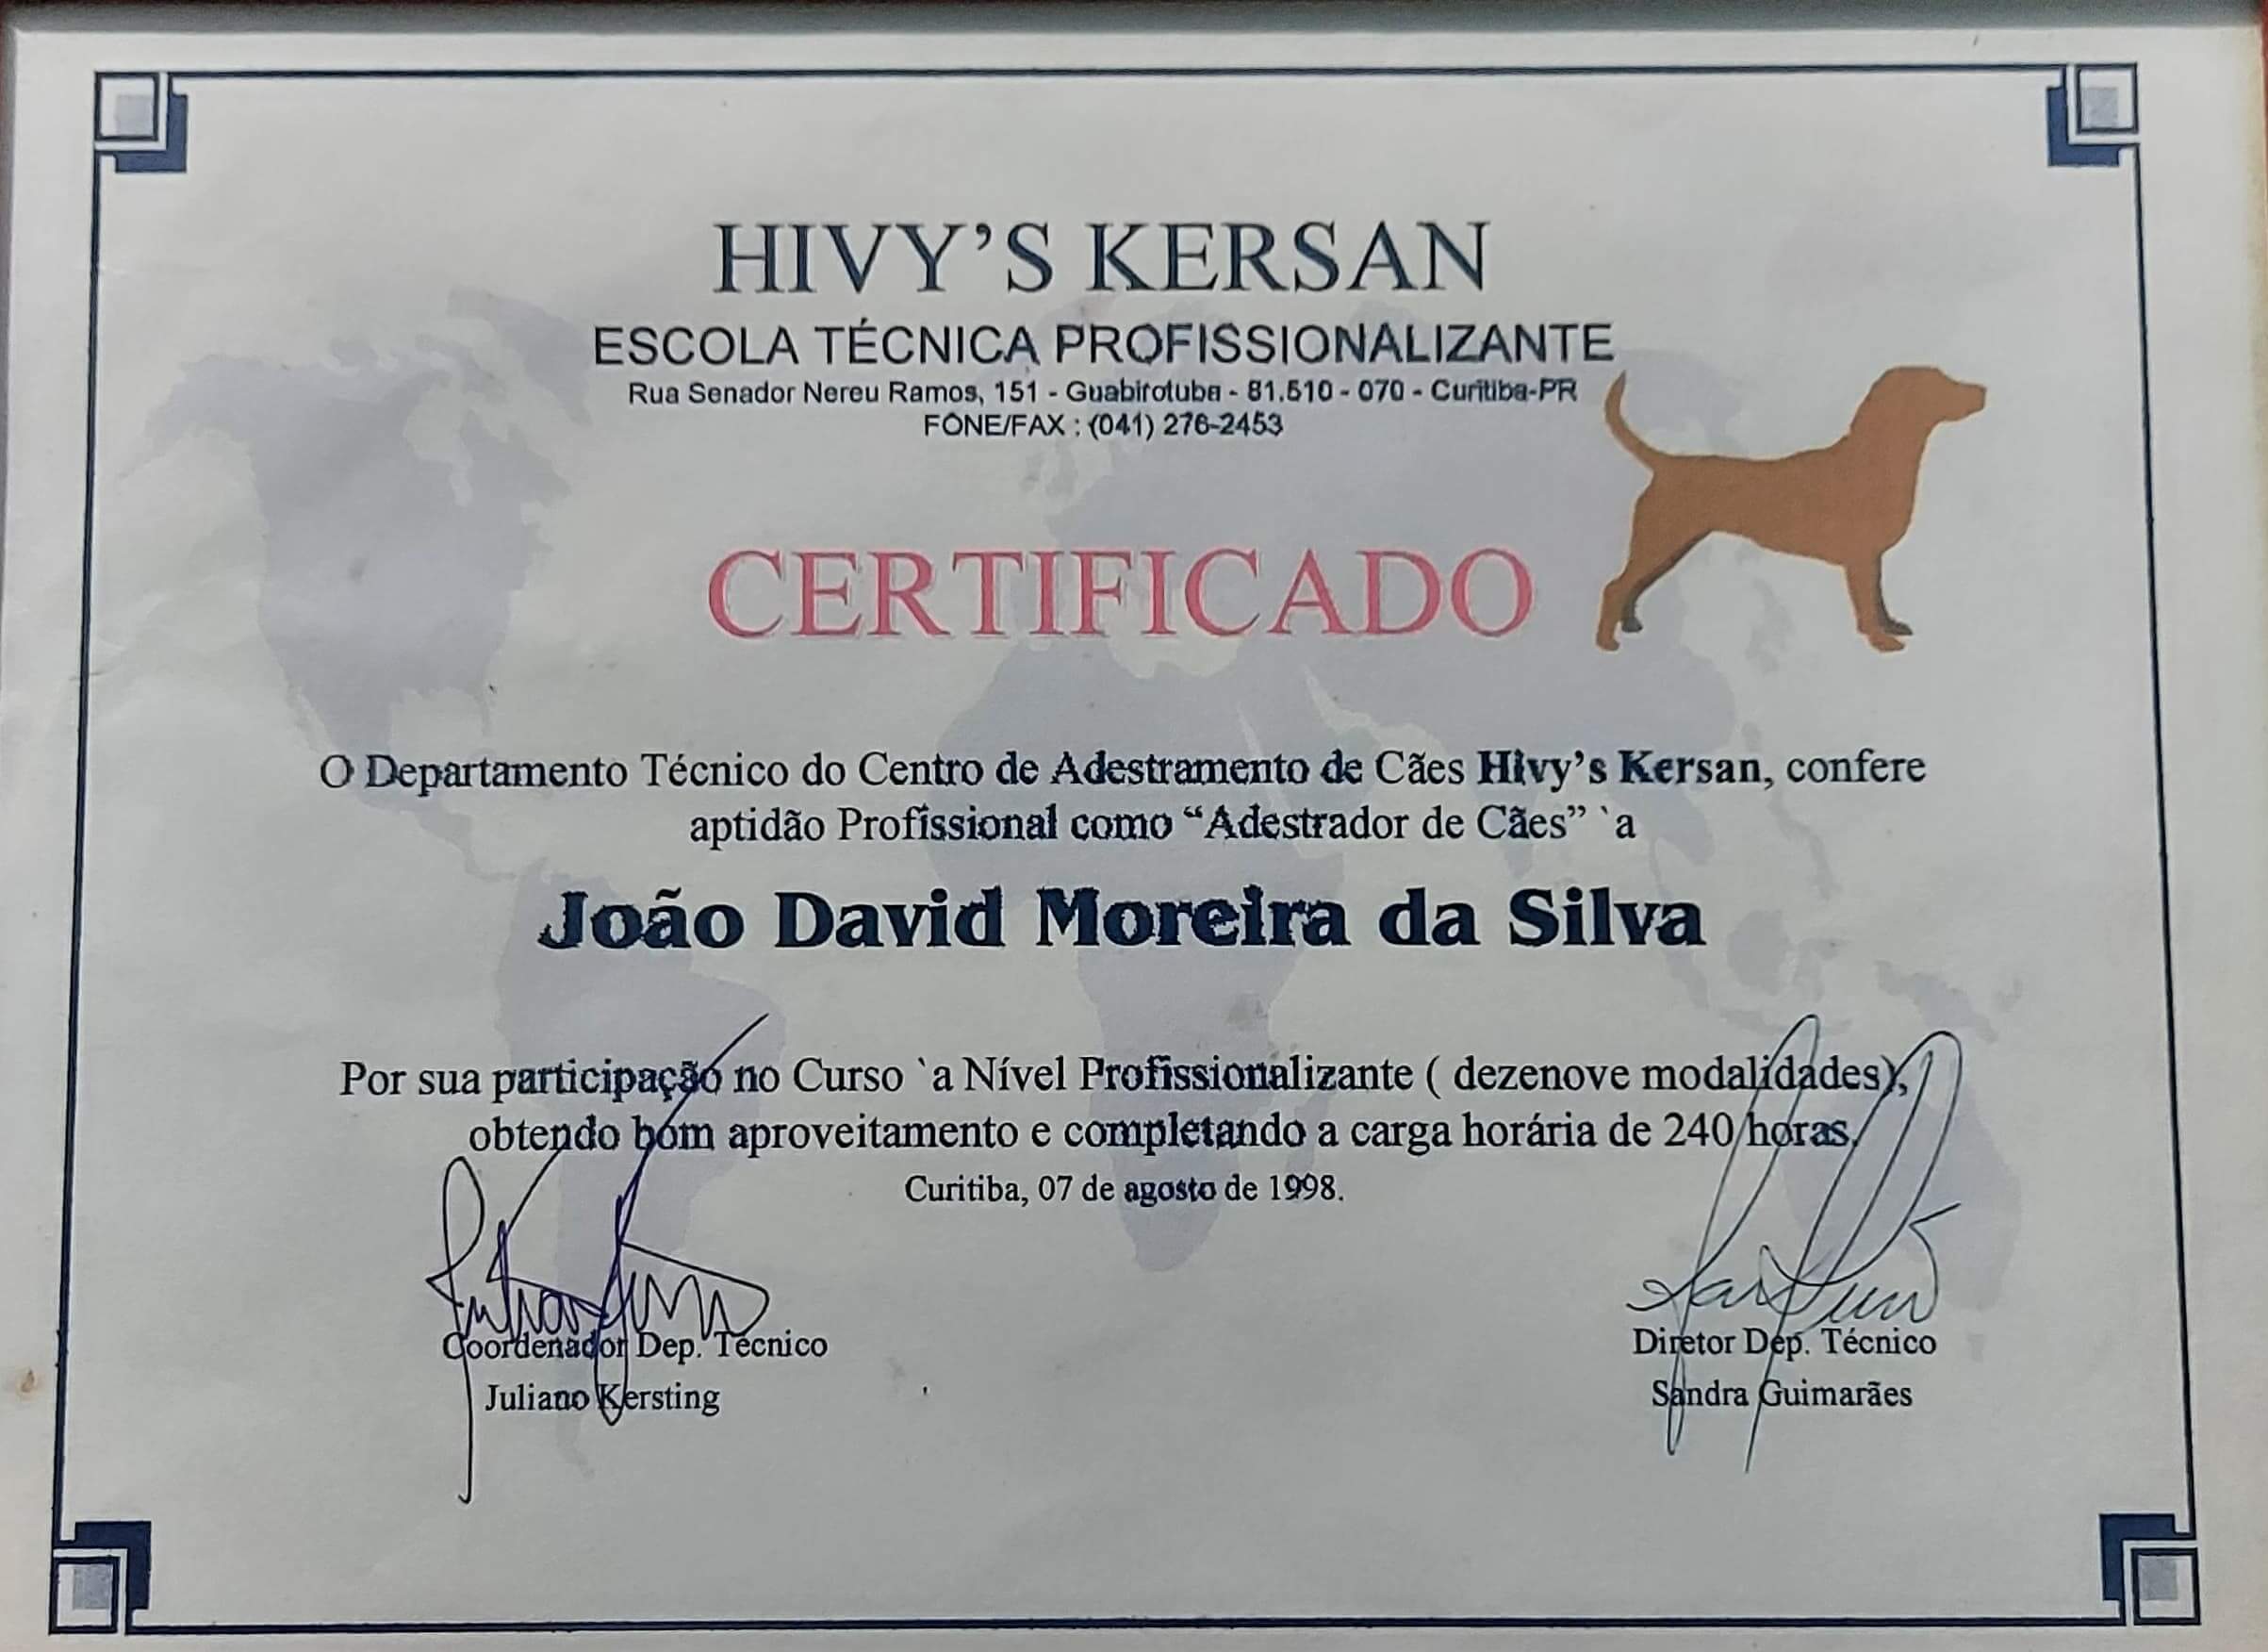 HIVY’S KERSAN
ESCOLA TÉCNICA PROFISSIONALIZANTE
Rua Senador Nereu Ramos, 151 - Guabirotuba - 81.510 - 070 - Curitiba-PR
FONE/FAX : (041) 276-2453
CERTIFICADO
O Departamento Técnico do Centro de Adestramento de Cães Hivy’s Kersan, confere
aptidão Profissional como “Adestrador de Cães” `a
João David Moreira da Silva
Por sua participação no Curso `a Nível Profissionalizante ( dezenove modalidades),
obtendo bom aproveitamento e completando a carga horária de 240 horas.
Curitiba, 07 de agosto de 1998.
Coordenador Dep. Técnico
Juliano Kersting
Diretor Dep. Técnico
Sandra Guimarães